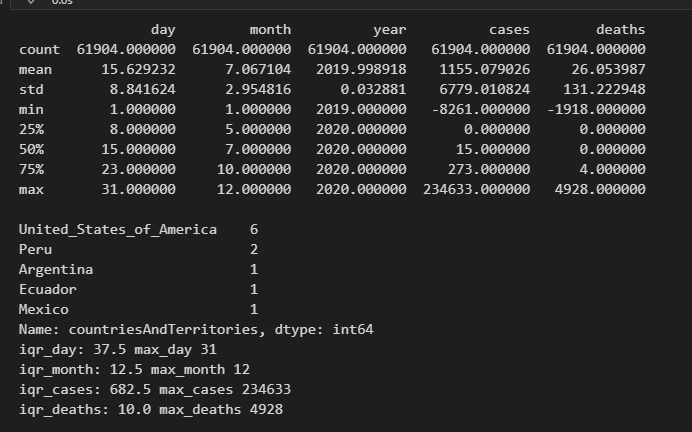 0.0s
day month year cases deaths
count 61904.000000 61904.000000 61904.000000 61904.000000 61904.000000
mean 15.629232 7.067104 2019.998918 1155.079026 26.053987
std 8.841624 2.954816 0.032881 6779.010824 131.222948
min 1.000000 1.000000 2019.000000 -8261.000000 -1918.000000
25% 8.000000 5.000000 2020.000000 0.000000 0.000000
50% 15.000000 7.000000 2020.000000 15.000000 0.000000
75% 23.000000 10.000000 2020.000000 273.000000 4.000000
max 31.000000 12.000000 2020.000000 234633.000000 4928.000000
United_States_of_America 6
Peru 2
Argentina 1
Ecuador 1
Mexico 1
Name: countriesAndTerritories, dtype: int64
iqr_day: 37.5 max_day 31
iqr_month: 12.5 max_month 12
iqr_cases: 682.5 max_cases 234633
iqr_deaths: 10.0 max_deaths 4928